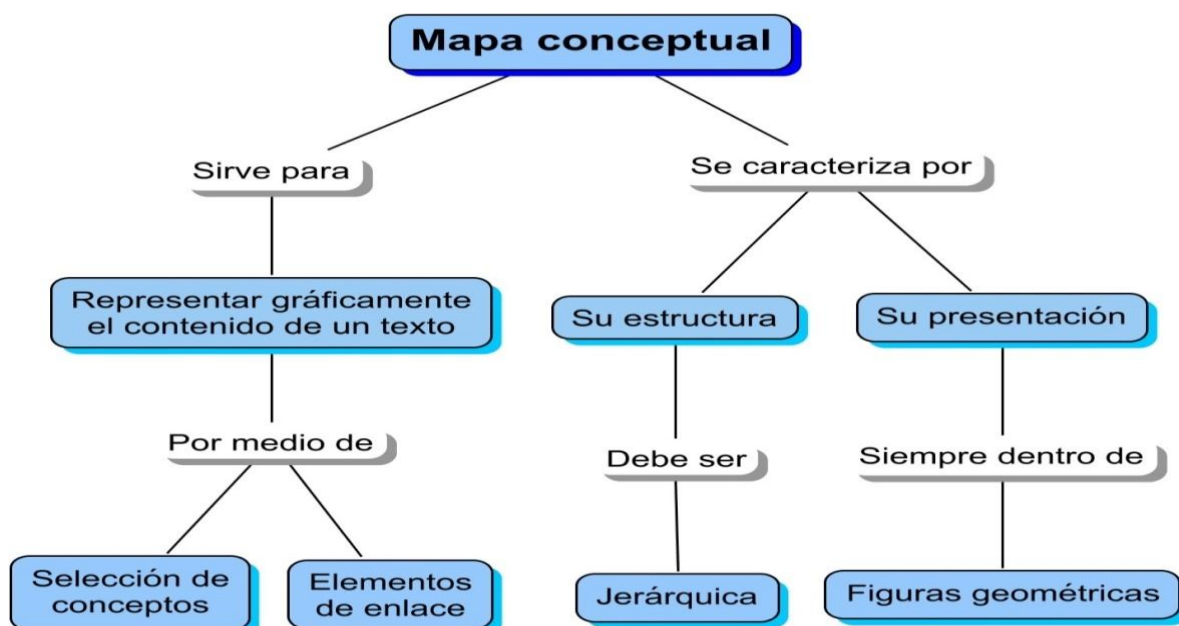 Mapa conceptual
Sirve para
Se caracteriza por
Representar gráficamente
el contenido de un texto
Su estructura
Su presentación
Por medio de
Debe ser
Siempre dentro de
Selección de
conceptos
Elementos
de enlace
Jerárquica
Figuras geométricas